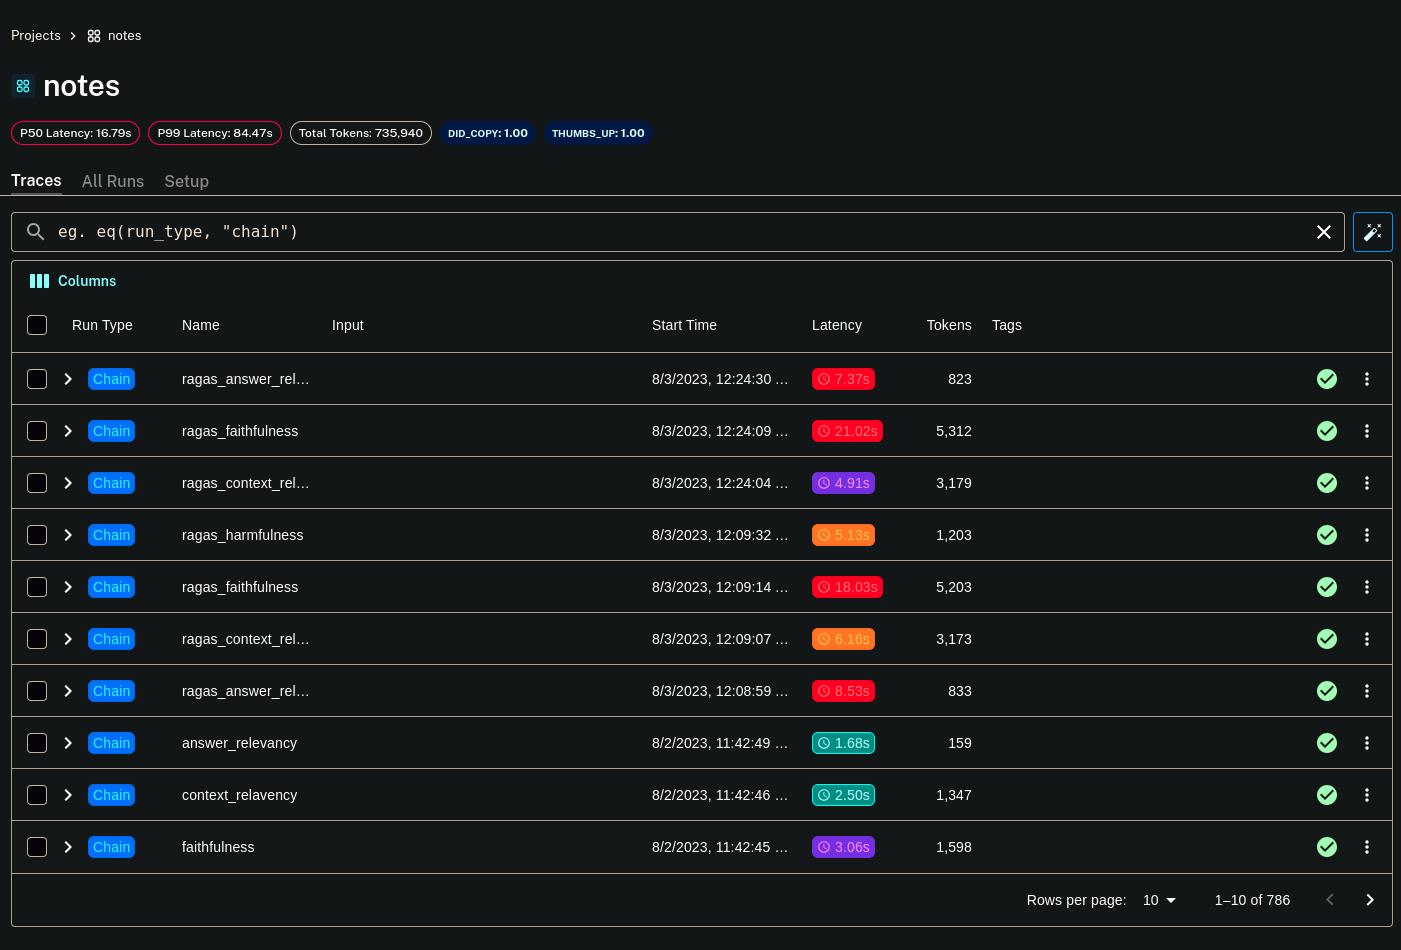 Projects > notes
notes
P50 Latency: 16.79s P99 Latency: 84.47s Total Tokens: 735,940 DID_COPY: 1.00 THUMBS_UP: 1.00
Traces All Runs Setup
eg. eq(run_type, "chain")
Columns
Run Type Name Input Start Time Latency Tokens Tags
Chain ragas_answer_rel… 8/3/2023, 12:24:30 … 7.37s 823
Chain ragas_faithfulness 8/3/2023, 12:24:09 … 21.02s 5,312
Chain ragas_context_rel… 8/3/2023, 12:24:04 … 4.91s 3,179
Chain ragas_harmfulness 8/3/2023, 12:09:32 … 5.13s 1,203
Chain ragas_faithfulness 8/3/2023, 12:09:14 … 18.03s 5,203
Chain ragas_context_rel… 8/3/2023, 12:09:07 … 6.16s 3,173
Chain ragas_answer_rel… 8/3/2023, 12:08:59 … 8.53s 833
Chain answer_relevancy 8/2/2023, 11:42:49 … 1.68s 159
Chain context_relavency 8/2/2023, 11:42:46 … 2.50s 1,347
Chain faithfulness 8/2/2023, 11:42:45 … 3.06s 1,598
Rows per page: 10 1–10 of 786